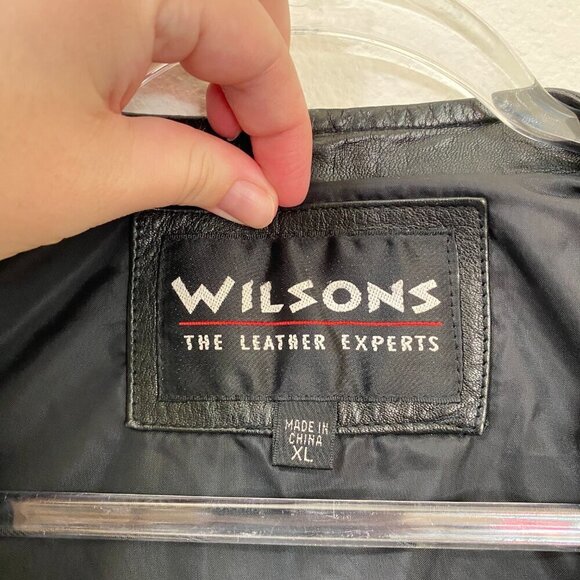 WILSONS
THE LEATHER EXPERTS
MADE IN
CHINA
XL